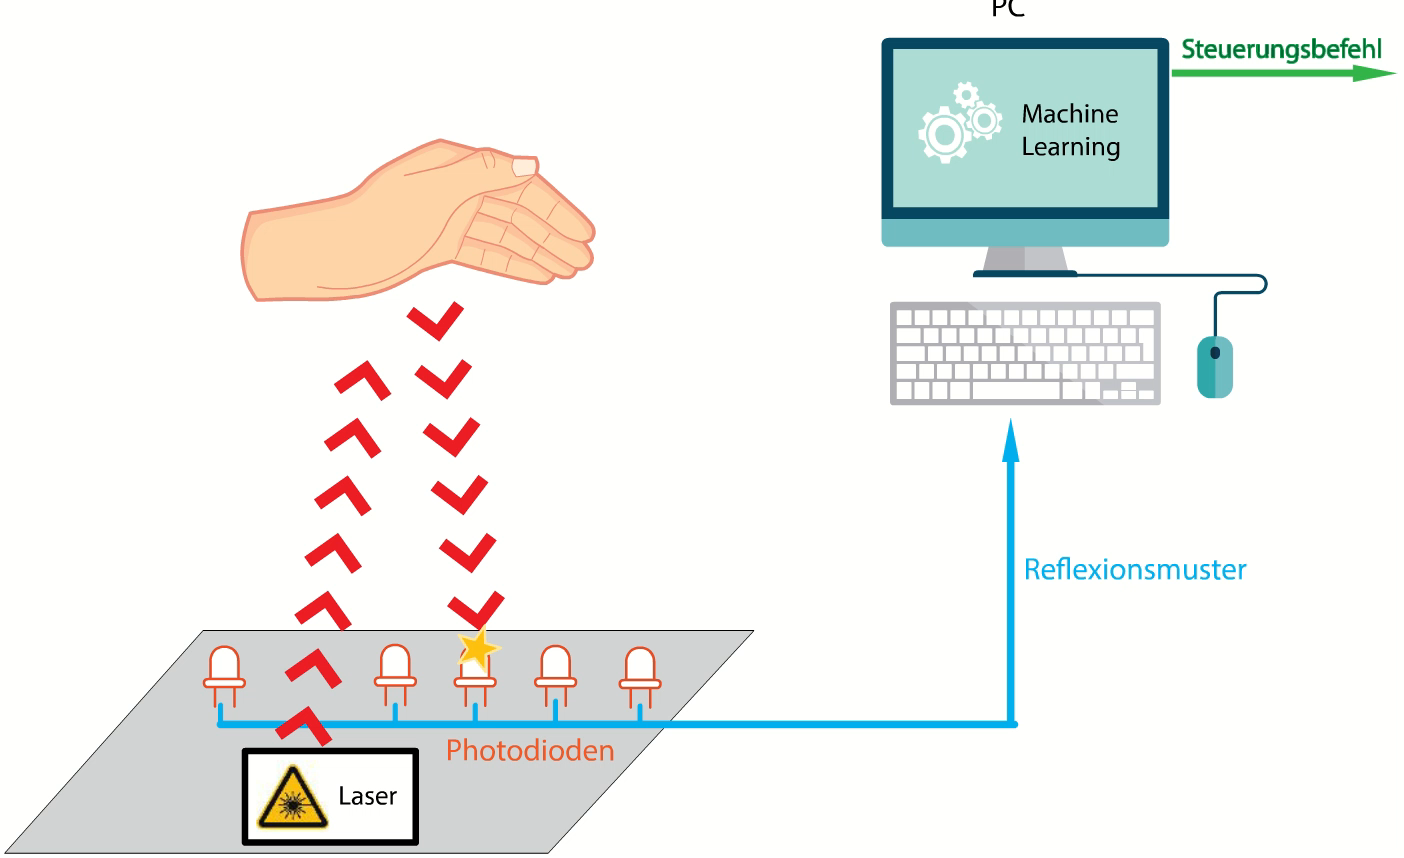 PC
Steuerungsbefehl
Machine
Learning
Reflexionsmuster
Photodioden
Laser